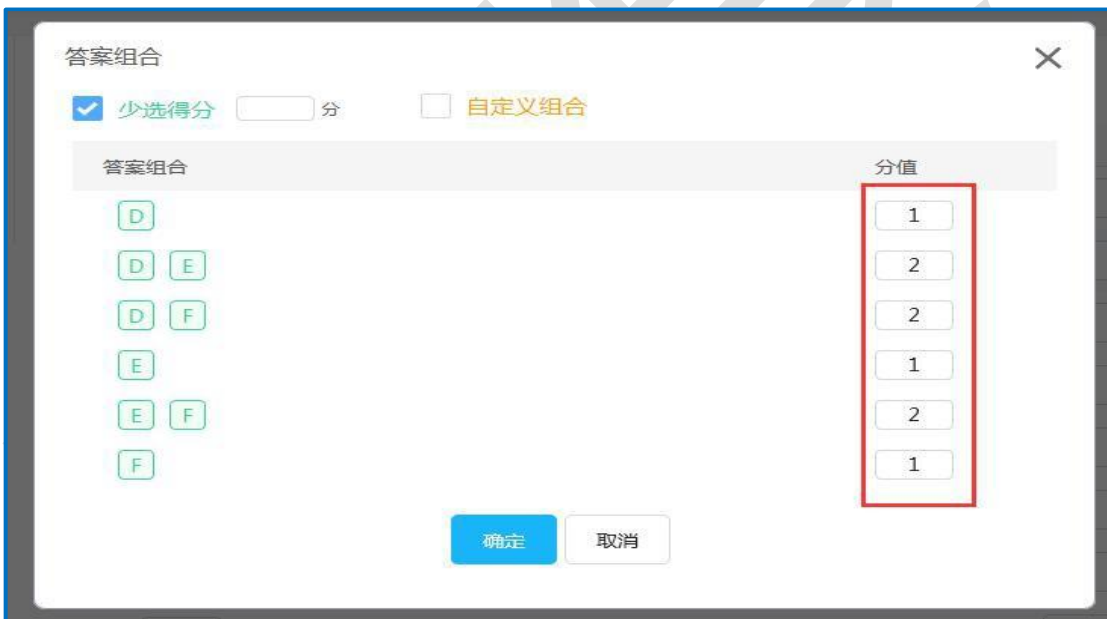 答案组合
少选得分 分 自定义组合
答案组合 分值
D 1
D E 2
D F 2
E 1
E F 2
F 1
确定 取消